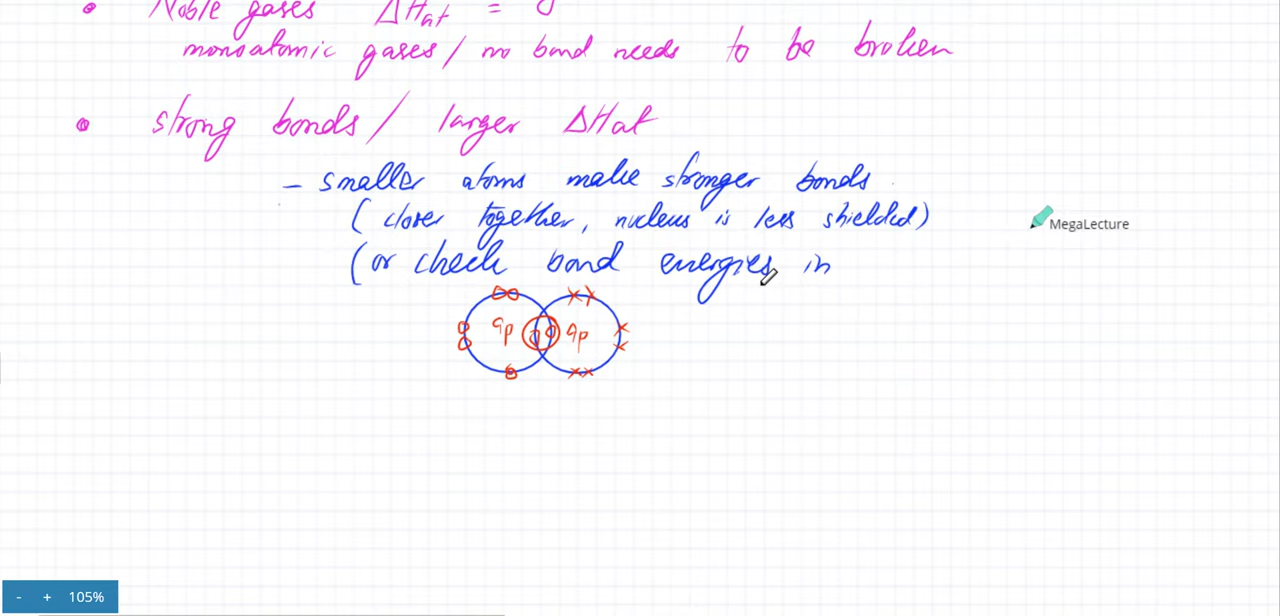 Noble gases ΔHat = 0
monoatomic gases / no bond needs to be broken
strong bonds / larger ΔHat
- smaller atoms make stronger bonds
(closer together, nucleus is less shielded)
MegaLecture
(or check bond energies in
9p 9p
- + 105%